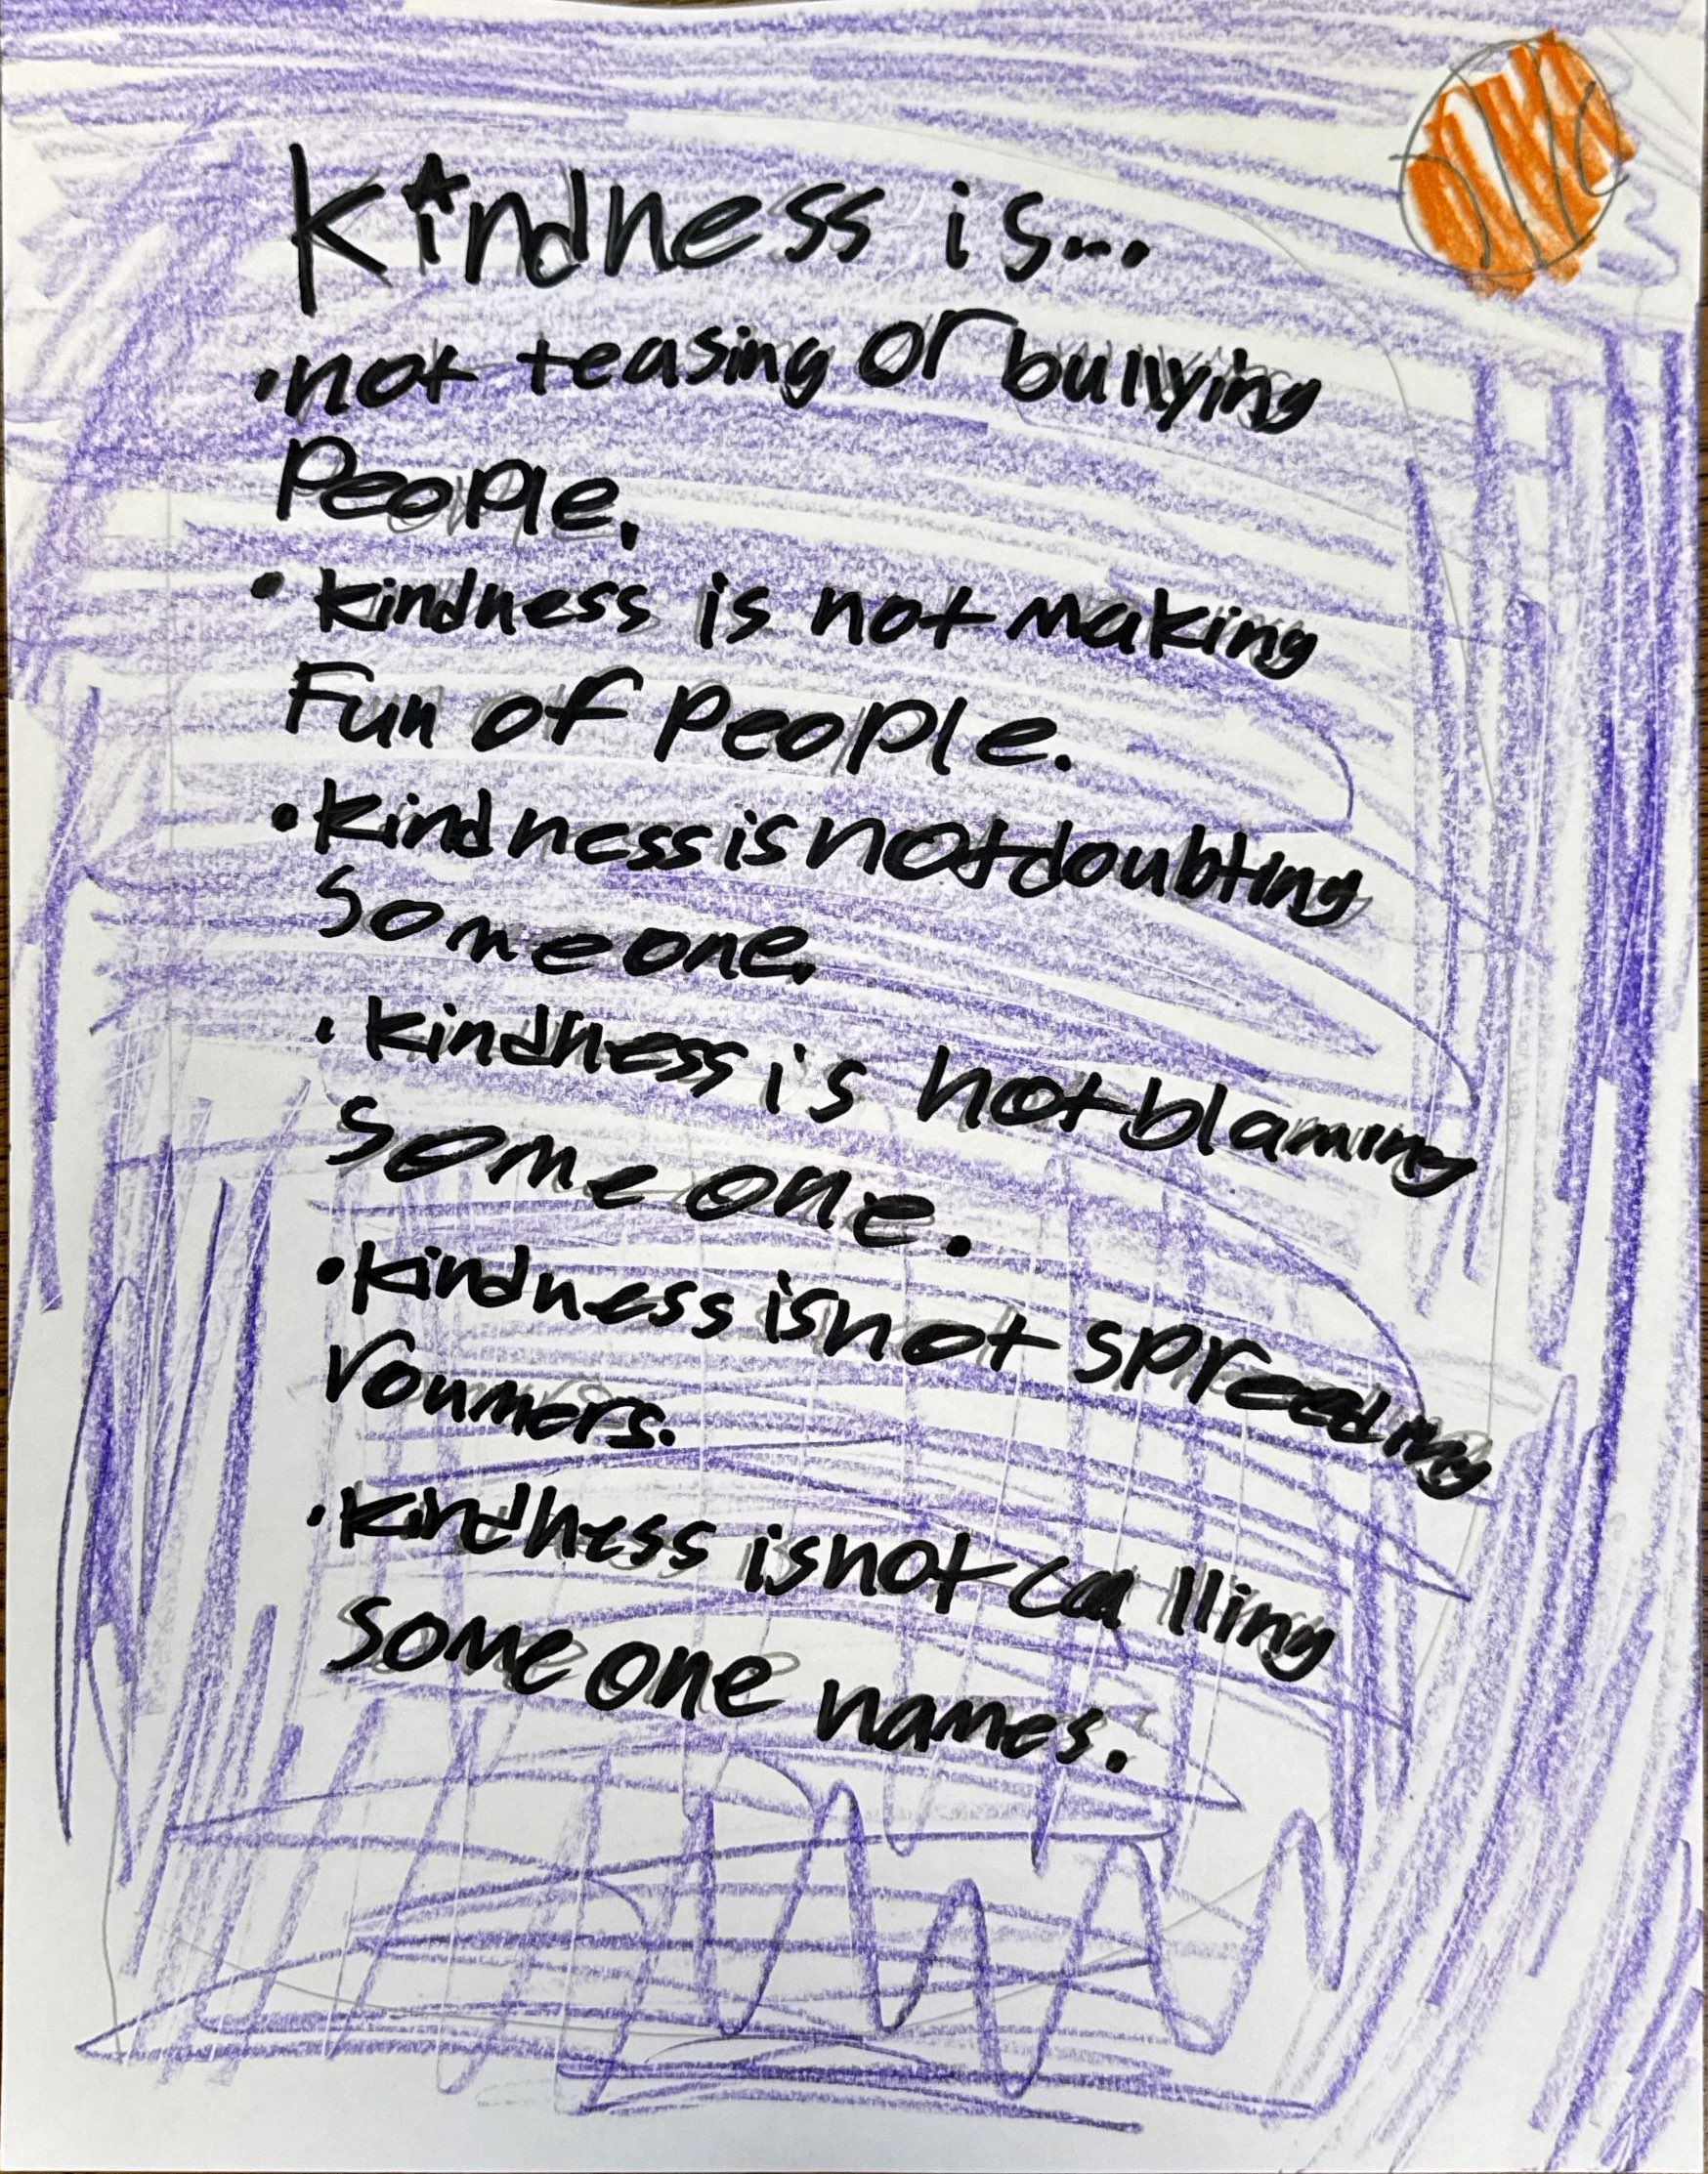 Kindness is...
• not teasing or bullying
People.
• kindness is not making
Fun of People.
• kindness is not doubting
Someone.
• kindness is not blaming
Someone.
• kindness is not spreeding
roumers.
• kindness is not calling
someone names.